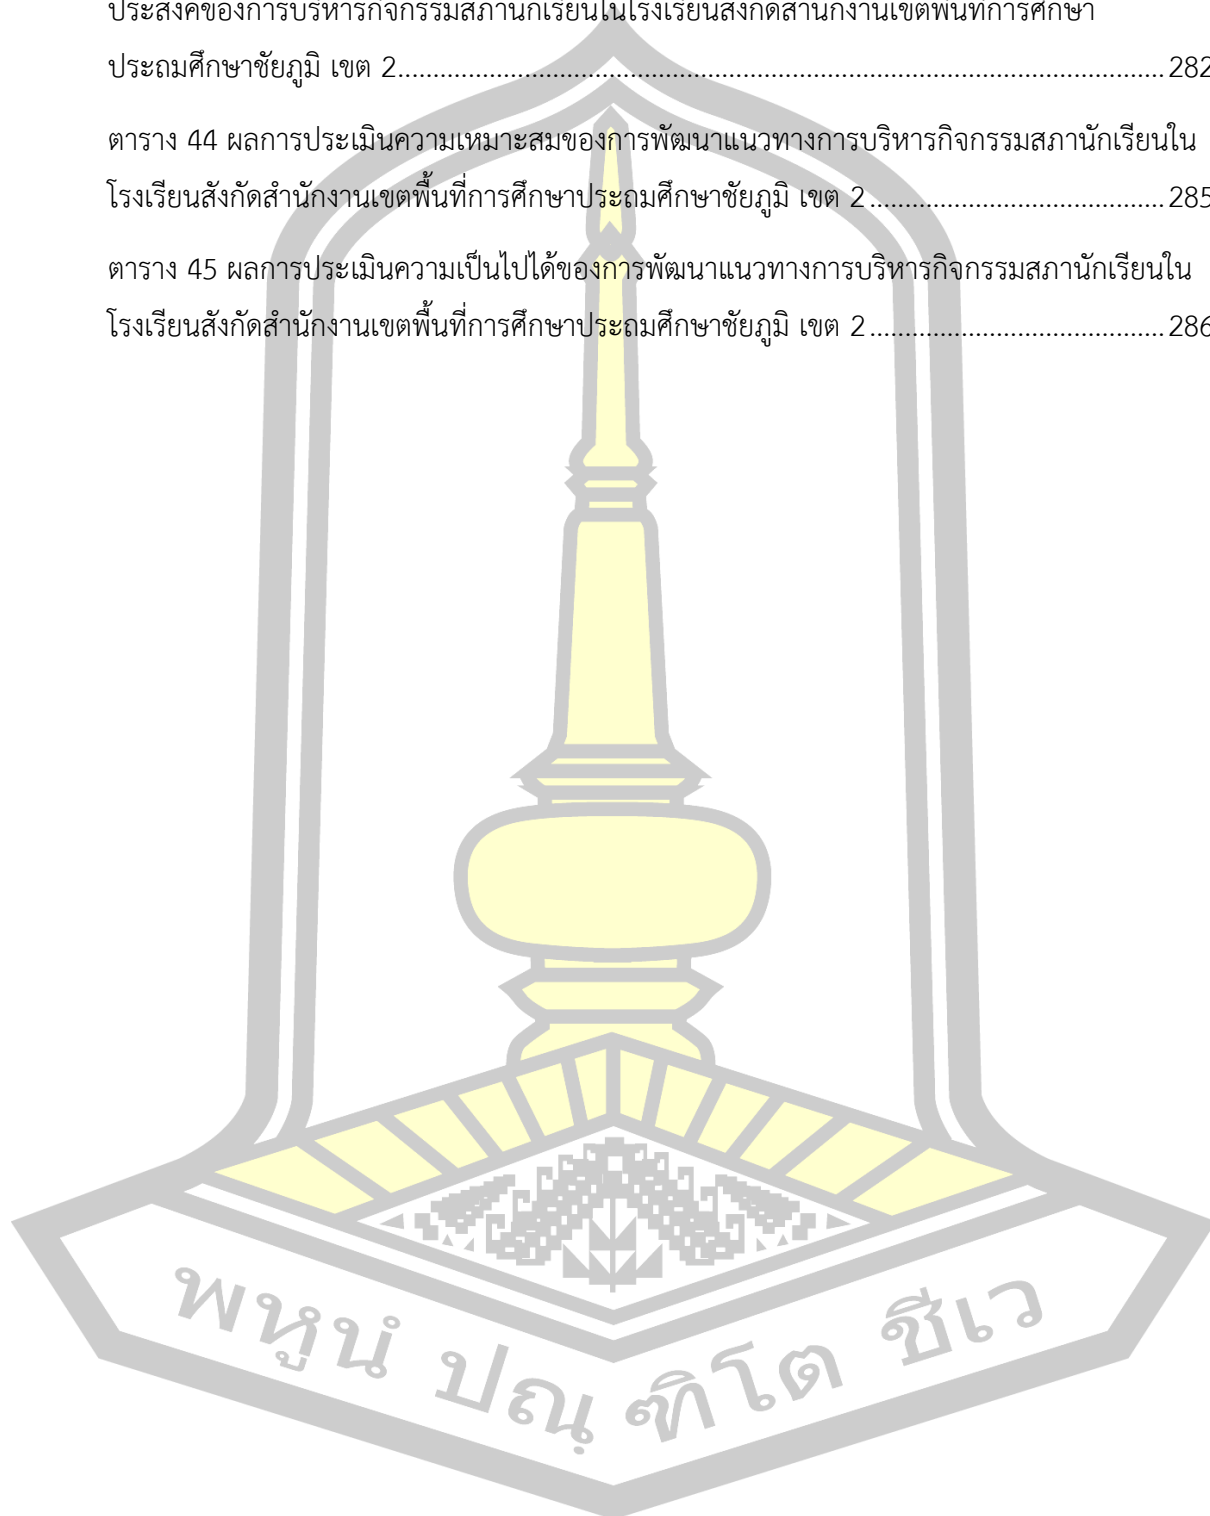 ประสงค์ของการบริหารกิจกรรมสภานักเรียนในโรงเรียนสังกัดสำนักงานเขตพื้นที่การศึกษา
ประถมศึกษาชัยภูมิ เขต 2.......................................................................................... 282
ตาราง 44 ผลการประเมินความเหมาะสมของการพัฒนาแนวทางการบริหารกิจกรรมสภานักเรียนใน
โรงเรียนสังกัดสำนักงานเขตพื้นที่การศึกษาประถมศึกษาชัยภูมิ เขต 2 ................................... 285
ตาราง 45 ผลการประเมินความเป็นไปได้ของการพัฒนาแนวทางการบริหารกิจกรรมสภานักเรียนใน
โรงเรียนสังกัดสำนักงานเขตพื้นที่การศึกษาประถมศึกษาชัยภูมิ เขต 2 ................................... 286
พหูนํ ปณฺฑิโต ชีเว